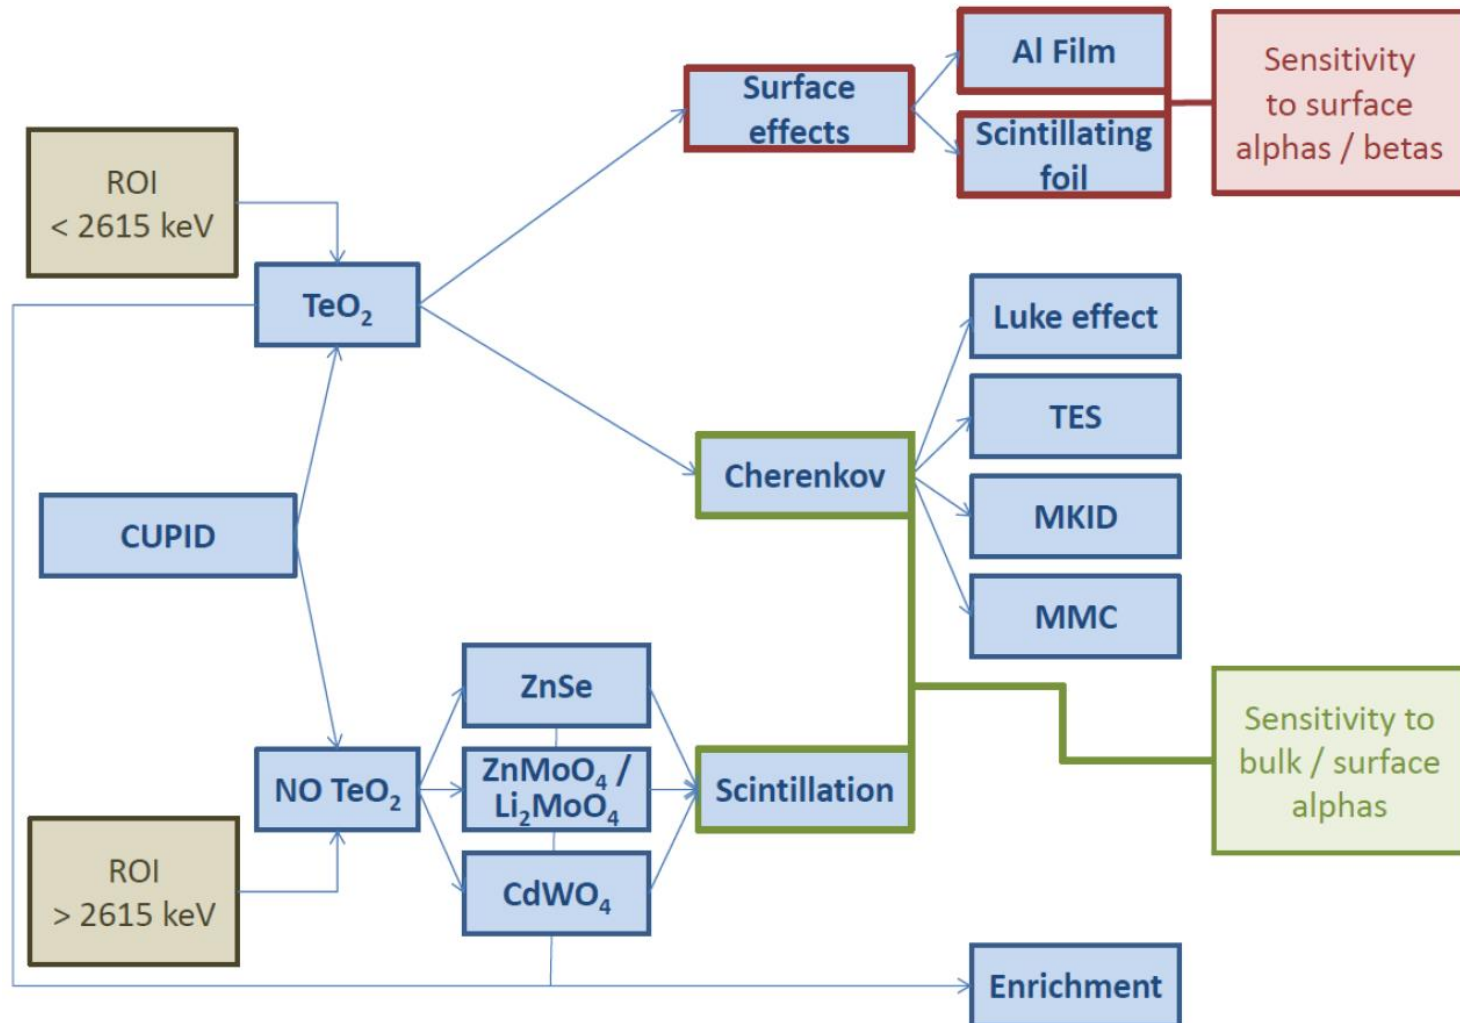 Surface
effects
Al Film
Scintillating
foil
Sensitivity
to surface
alphas / betas
ROI
< 2615 keV
TeO₂
Luke effect
TES
Cherenkov
MKID
CUPID
MMC
ZnSe
NO TeO₂
ZnMoO₄ /
Li₂MoO₄
Scintillation
Sensitivity to
bulk / surface
alphas
ROI
> 2615 keV
CdWO₄
Enrichment